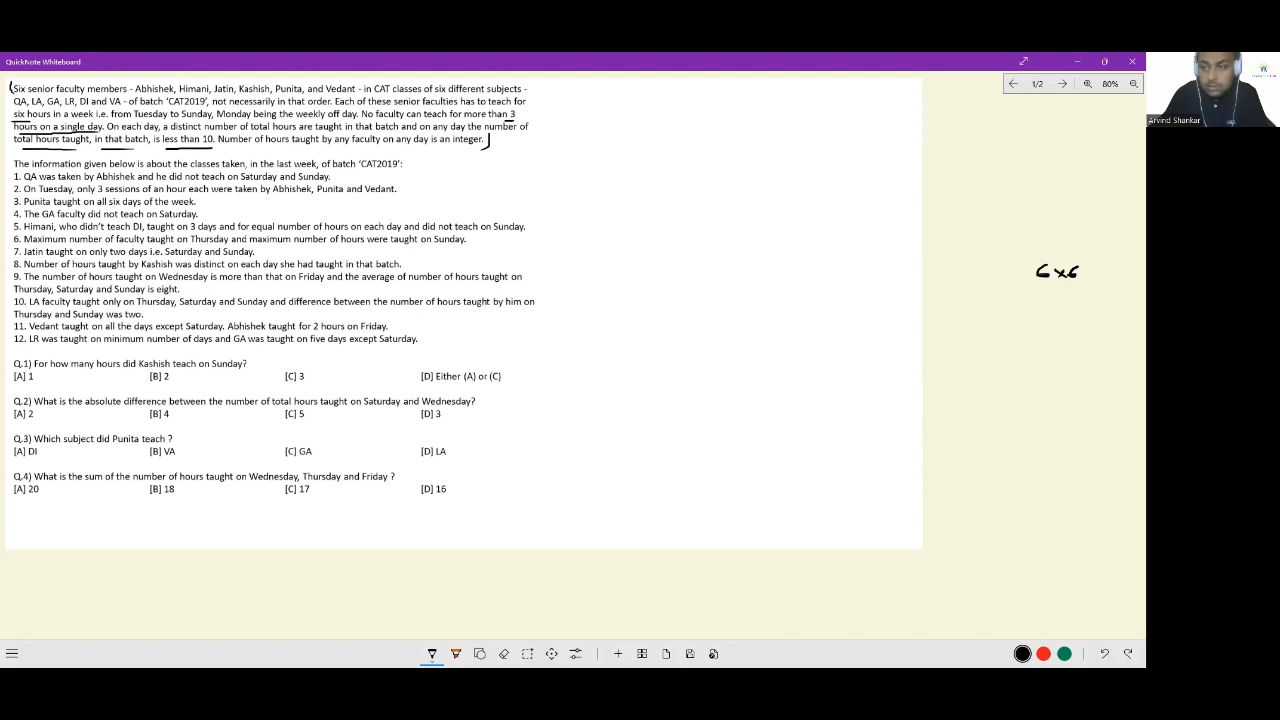 QuickNote Whiteboard
1/2
80%
Six senior faculty members - Abhishek, Himani, Jatin, Kashish, Punita, and Vedant - in CAT classes of six different subjects -
QA, LA, GA, LR, DI and VA - of batch 'CAT2019', not necessarily in that order. Each of these senior faculties has to teach for
six hours in a week i.e. from Tuesday to Sunday, Monday being the weekly off day. No faculty can teach for more than 3
hours on a single day. On each day, a distinct number of total hours are taught in that batch and on any day the number of
total hours taught, in that batch, is less than 10. Number of hours taught by any faculty on any day is an integer.
The information given below is about the classes taken, in the last week, of batch 'CAT2019':
1. QA was taken by Abhishek and he did not teach on Saturday and Sunday.
2. On Tuesday, only 3 sessions of an hour each were taken by Abhishek, Punita and Vedant.
3. Punita taught on all six days of the week.
4. The GA faculty did not teach on Saturday.
5. Himani, who didn't teach DI, taught on 3 days and for equal number of hours on each day and did not teach on Sunday.
6. Maximum number of faculty taught on Thursday and maximum number of hours were taught on Sunday.
7. Jatin taught on only two days i.e. Saturday and Sunday.
8. Number of hours taught by Kashish was distinct on each day she had taught in that batch.
9. The number of hours taught on Wednesday is more than that on Friday and the average of number of hours taught on
Thursday, Saturday and Sunday is eight.
10. LA faculty taught only on Thursday, Saturday and Sunday and difference between the number of hours taught by him on
Thursday and Sunday was two.
11. Vedant taught on all the days except Saturday. Abhishek taught for 2 hours on Friday.
12. LR was taught on minimum number of days and GA was taught on five days except Saturday.
Q.1) For how many hours did Kashish teach on Sunday?
[A] 1 [B] 2 [C] 3 [D] Either (A) or (C)
Q.2) What is the absolute difference between the number of total hours taught on Saturday and Wednesday?
[A] 2 [B] 4 [C] 5 [D] 3
Q.3) Which subject did Punita teach ?
[A] DI [B] VA [C] GA [D] LA
Q.4) What is the sum of the number of hours taught on Wednesday, Thursday and Friday ?
[A] 20 [B] 18 [C] 17 [D] 16
6x6
Arvind Shankar